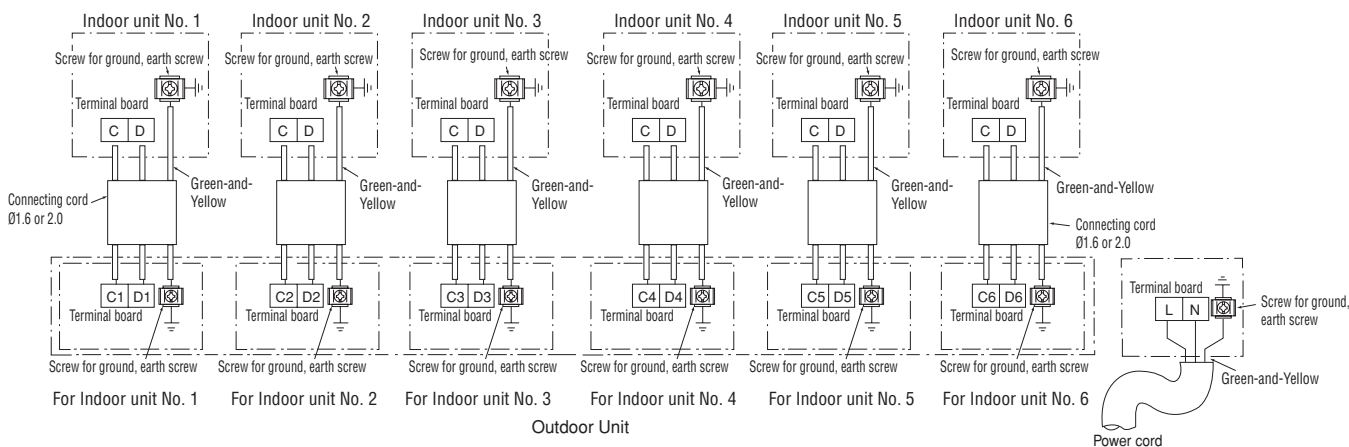 Indoor unit No. 1
Indoor unit No. 2
Indoor unit No. 3
Indoor unit No. 4
Indoor unit No. 5
Indoor unit No. 6
Screw for ground, earth screw
Screw for ground, earth screw
Screw for ground, earth screw
Screw for ground, earth screw
Screw for ground, earth screw
Screw for ground, earth screw
Terminal board
Terminal board
Terminal board
Terminal board
Terminal board
Terminal board
C D
C D
C D
C D
C D
C D
Green-and-
Yellow
Green-and-
Yellow
Green-and-
Yellow
Green-and-
Yellow
Green-and-
Yellow
Green-and-Yellow
Connecting cord
Ø1.6 or 2.0
Connecting cord
Ø1.6 or 2.0
C1 D1
C2 D2
C3 D3
C4 D4
C5 D5
C6 D6
Terminal board
Terminal board
Terminal board
Terminal board
Terminal board
Terminal board
Screw for ground, earth screw
Screw for ground, earth screw
Screw for ground, earth screw
Screw for ground, earth screw
Screw for ground, earth screw
Screw for ground, earth screw
For Indoor unit No. 1
For Indoor unit No. 2
For Indoor unit No. 3
For Indoor unit No. 4
For Indoor unit No. 5
For Indoor unit No. 6
Outdoor Unit
Terminal board
L N
Screw for ground,
earth screw
Green-and-Yellow
Power cord